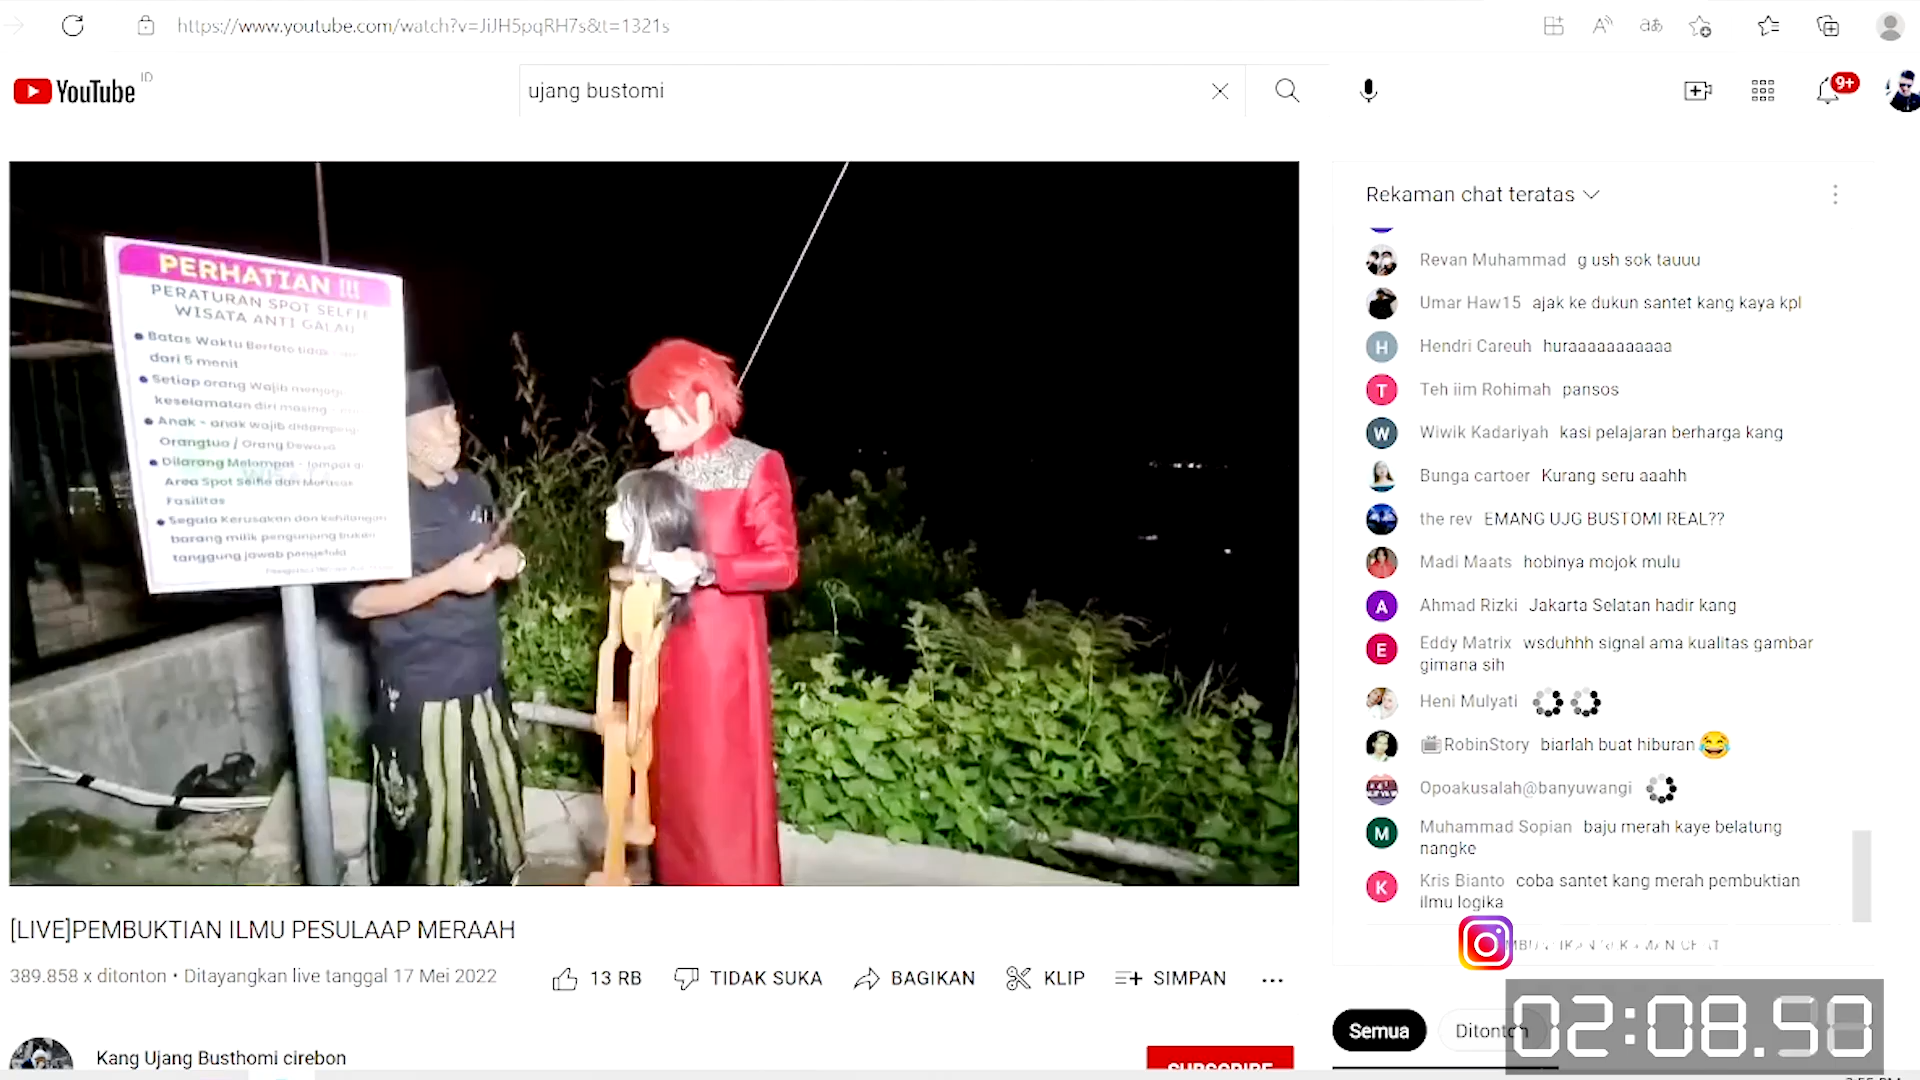 https://www.youtube.com/watch?v=JiJH5pqRH7s&t=1321s
YouTube ID
ujang bustomi
9+
PERHATIAN !!!
PERATURAN SPOT SELFIE
WISATA ANTI GALAU
Batas Waktu Berfoto tidak
dari 5 menit
Setiap orang Wajib menjaga
keselamatan diri masing
Anak - anak wajib didampingi
Orangtua / Orang Dewasa
Dilarang Melompat - lompat di
Area Spot Selfie dan Merusak
Fasilitas
Segala Kerusakan dan kehilangan
barang milik pengunjung bukan
tanggung jawab pengelola
Rekaman chat teratas
Revan Muhammad g ush sok tauuu
Umar Haw15 ajak ke dukun santet kang kaya kpl
H Hendri Careuh huraaaaaaaaaaa
T Teh iim Rohimah pansos
W Wiwik Kadariyah kasi pelajaran berharga kang
Bunga cartoer Kurang seru aaahh
the rev EMANG UJG BUSTOMI REAL??
Madi Maats hobinya mojok mulu
A Ahmad Rizki Jakarta Selatan hadir kang
E Eddy Matrix wsduhhh signal ama kualitas gambar
gimana sih
Heni Mulyati
RobinStory biarlah buat hiburan 😂
Opoakusalah@banyuwangi
M Muhammad Sopian baju merah kaye belatung
nangke
K Kris Bianto coba santet kang merah pembuktian
ilmu logika
[LIVE]PEMBUKTIAN ILMU PESULAAP MERAAH
389.858 x ditonton • Ditayangkan live tanggal 17 Mei 2022
13 RB TIDAK SUKA BAGIKAN KLIP SIMPAN ...
Semua Ditonton
02:08.50
Kang Ujang Busthomi cirebon
SUBSCRIBE